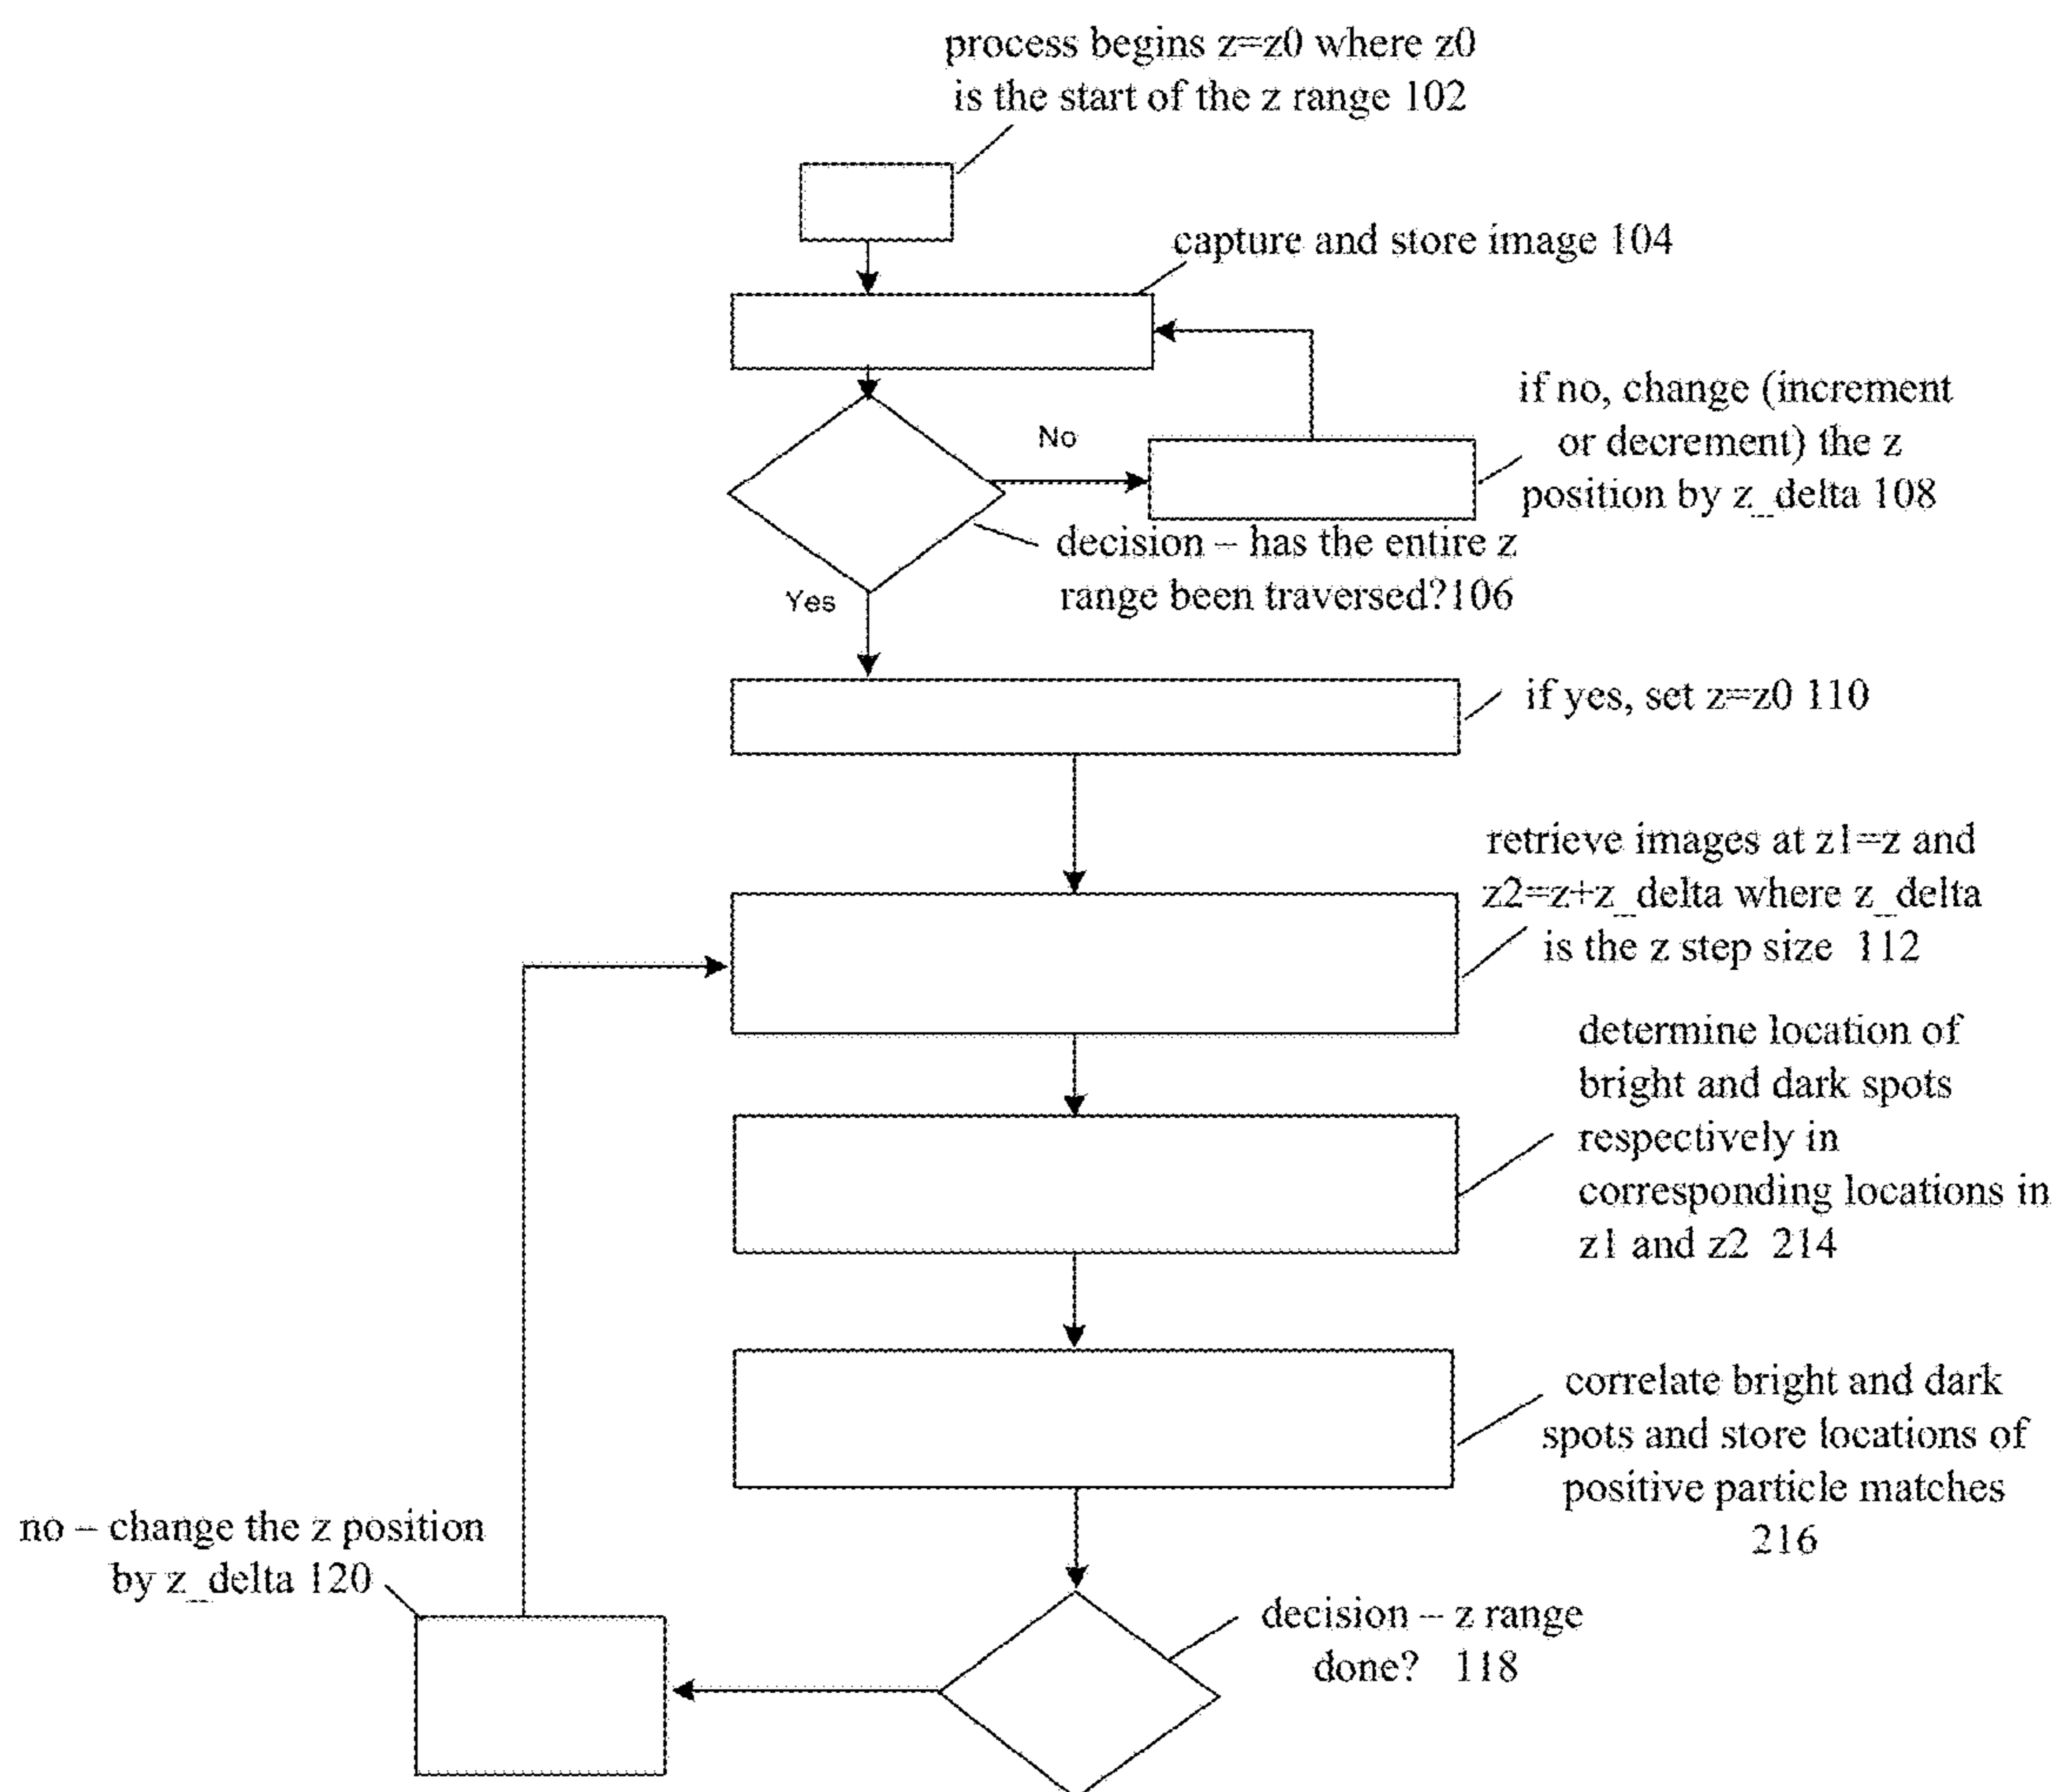 process begins z=z0 where z0
is the start of the z range 102
capture and store image 104
if no, change (increment
or decrement) the z
position by z_delta 108
No
decision – has the entire z
range been traversed?106
Yes
if yes, set z=z0 110
retrieve images at z1=z and
z2=z+z_delta where z_delta
is the z step size 112
determine location of
bright and dark spots
respectively in
corresponding locations in
z1 and z2 214
correlate bright and dark
spots and store locations of
positive particle matches
216
no – change the z position
by z_delta 120
decision – z range
done? 118